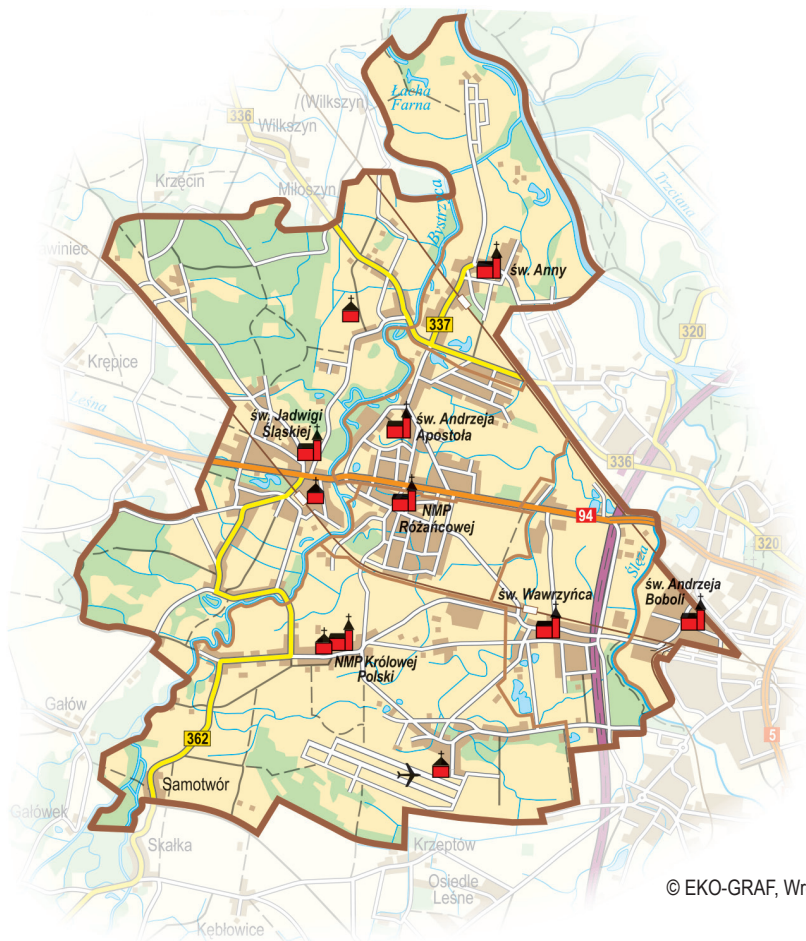 Łacha
Farna
/(Wilkszyn)
336
Wilkszyn
Trzciana
Krzęcin
Miłoszyn
Bystrzyca
św. Anny
337
320
Krępice
Leśna
św. Jadwigi
Śląskiej
św. Andrzeja
Apostoła
336
94
NMP
Różańcowej
320
Ślęza
św. Andrzeja
Boboli
św. Wawrzyńca
NMP Królowej
Polski
Gałów
362
5
Samotwór
Gałówek
Skałka
Krzeptów
Osiedle
Leśne
Kębłowice
© EKO-GRAF, Wr